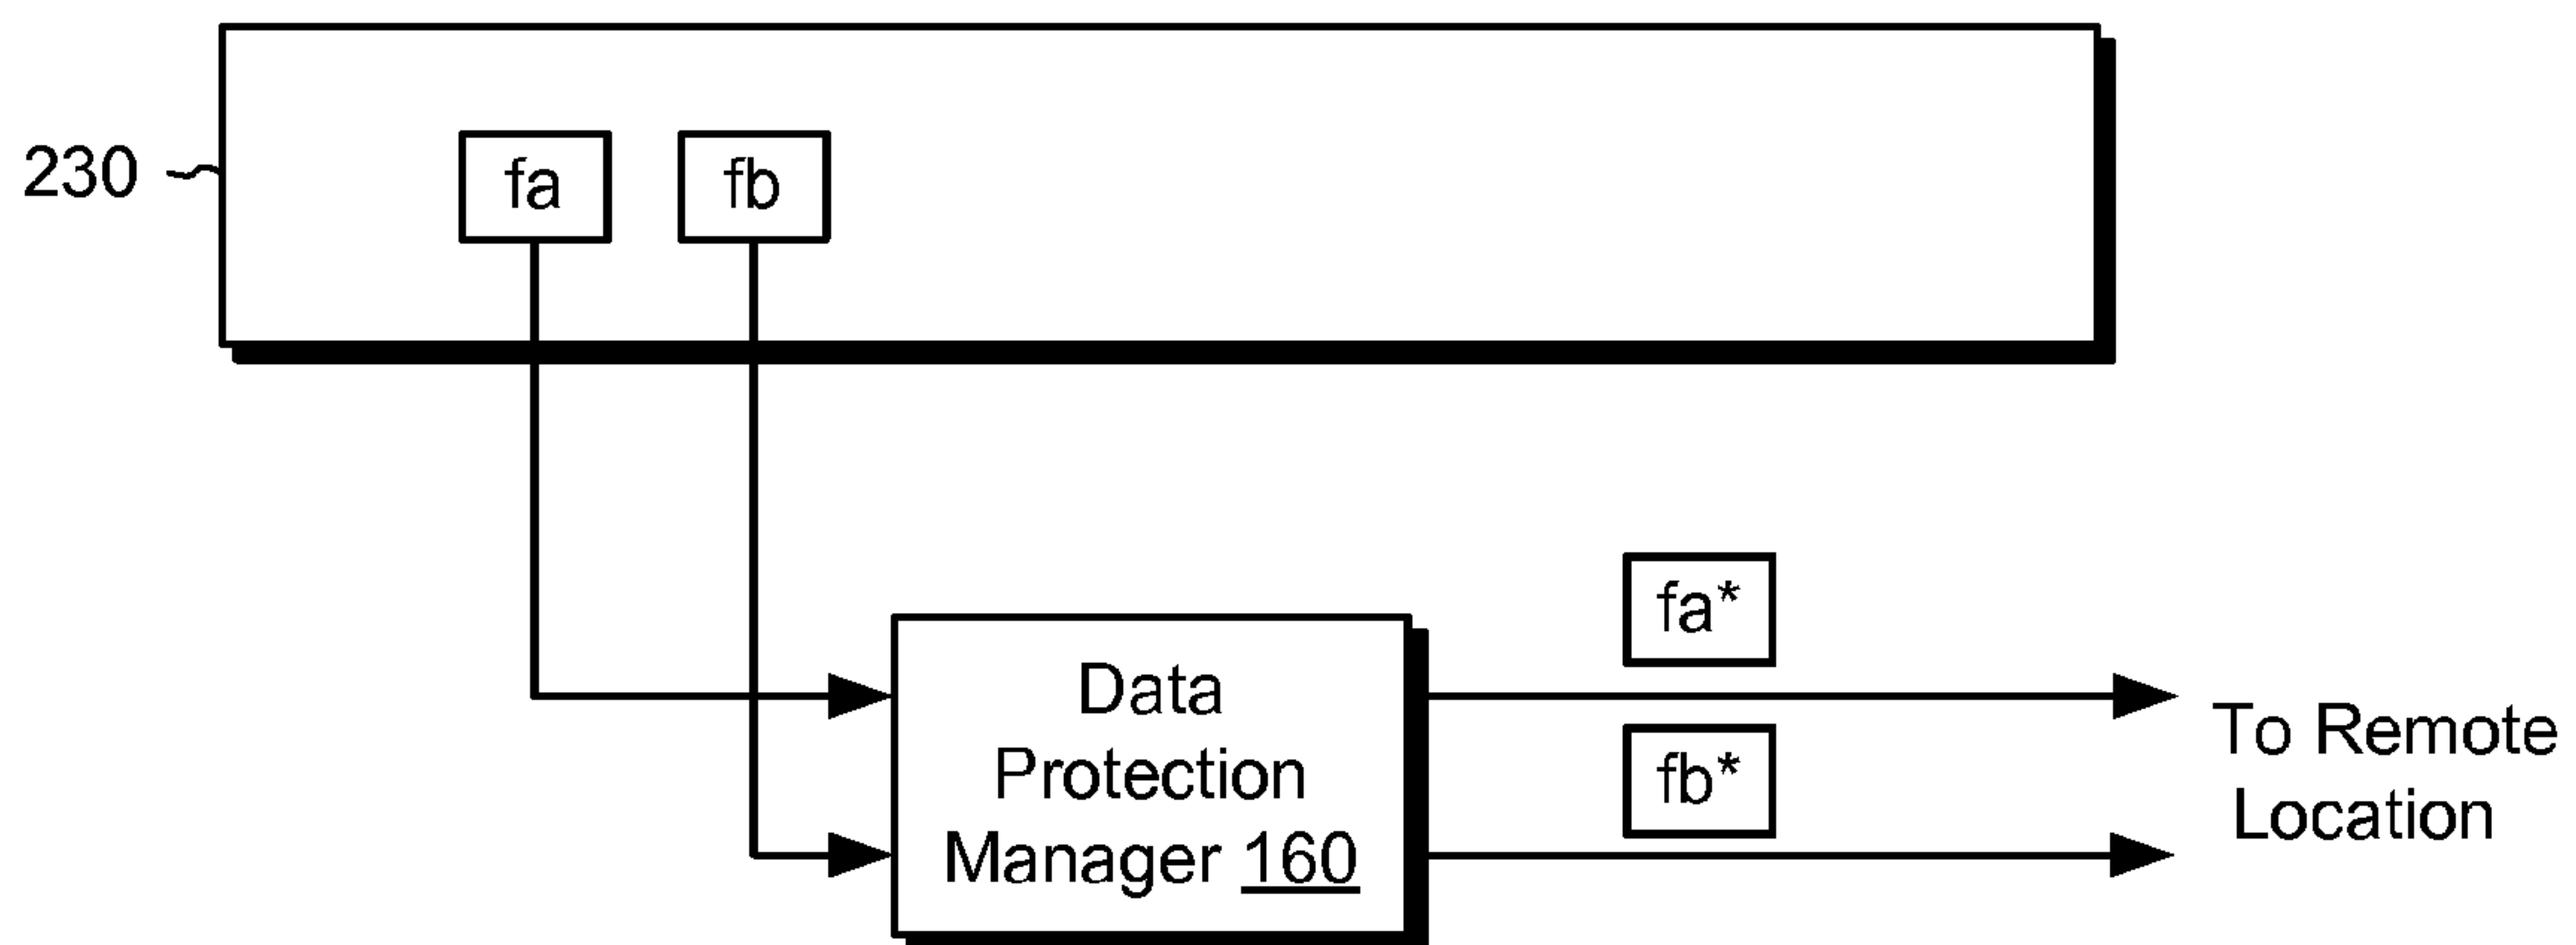 230
fa
fb
fa*
fb*
Data
Protection
Manager 160
To Remote
Location